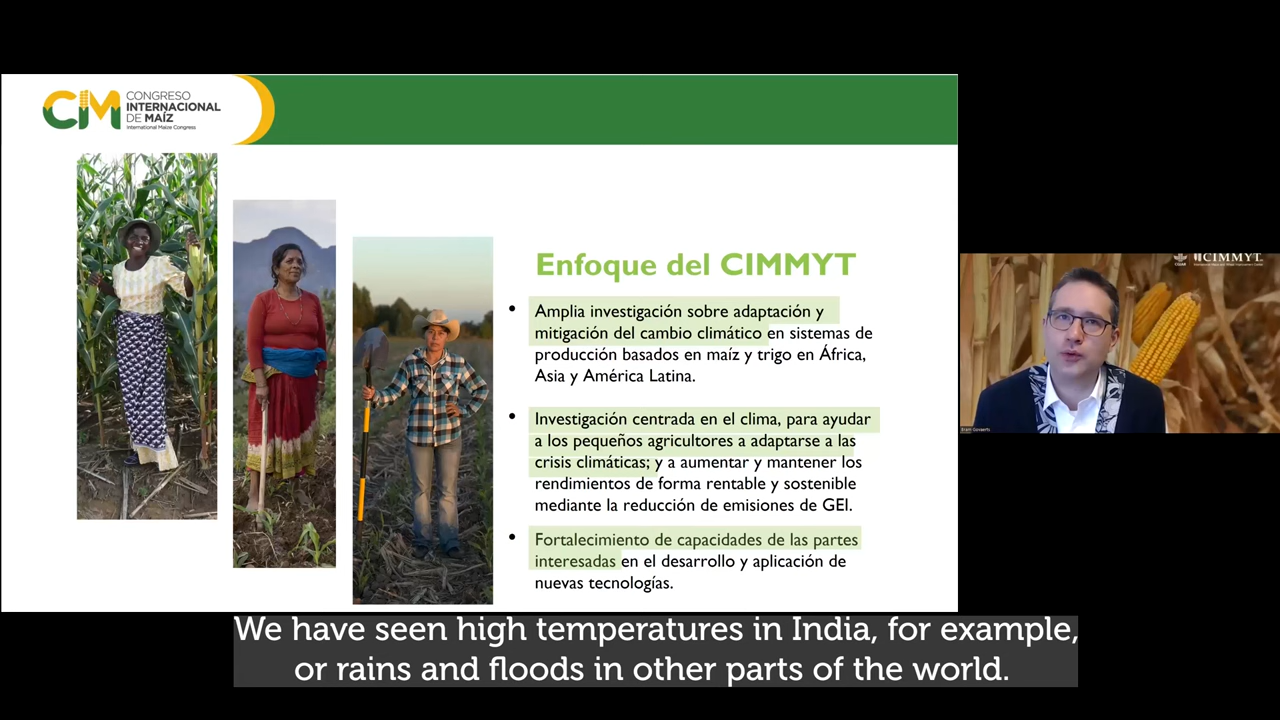 CIM
CONGRESO
INTERNACIONAL
DE MAÍZ
International Maize Congress
Enfoque del CIMMYT
• Amplia investigación sobre adaptación y
mitigación del cambio climático en sistemas de
producción basados en maíz y trigo en África,
Asia y América Latina.
• Investigación centrada en el clima, para ayudar
a los pequeños agricultores a adaptarse a las
crisis climáticas; y a aumentar y mantener los
rendimientos de forma rentable y sostenible
mediante la reducción de emisiones de GEI.
• Fortalecimiento de capacidades de las partes
interesadas en el desarrollo y aplicación de
nuevas tecnologías.
CGIAR
CIMMYT
Bram Govaerts
We have seen high temperatures in India, for example,
or rains and floods in other parts of the world.